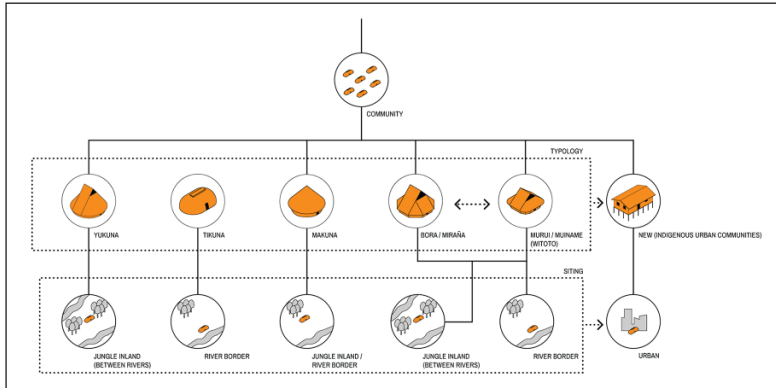 COMMUNITY
TYPOLOGY
YUKUNA
TIKUNA
MAKUNA
BORA / MIRAÑA
MURUI / MUINAME
(WITOTO)
NEW (INDIGENOUS URBAN COMMUNITIES)
SITING
JUNGLE INLAND
(BETWEEN RIVERS)
RIVER BORDER
JUNGLE INLAND /
RIVER BORDER
JUNGLE INLAND
(BETWEEN RIVERS)
RIVER BORDER
URBAN